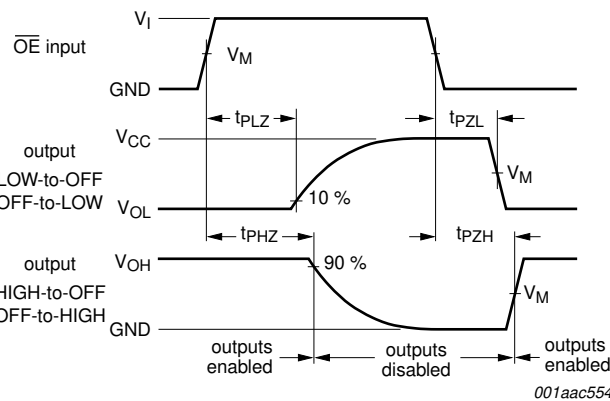 V_I
OE input
V_M
GND
t_PLZ
t_PZL
V_CC
output
LOW-to-OFF
OFF-to-LOW
V_OL
10 %
V_M
t_PHZ
t_PZH
output
HIGH-to-OFF
OFF-to-HIGH
V_OH
90 %
V_M
GND
outputs
enabled
outputs
disabled
outputs
enabled
001aac554